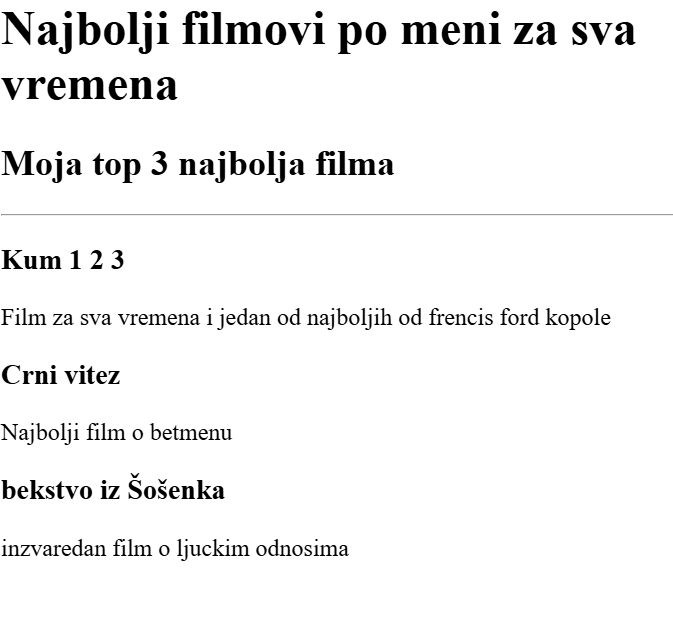 Najbolji filmovi po meni za sva
vremena
Moja top 3 najbolja filma
Kum 1 2 3
Film za sva vremena i jedan od najboljih od frencis ford kopole
Crni vitez
Najbolji film o betmenu
bekstvo iz Šošenka
inzvaredan film o ljuckim odnosima